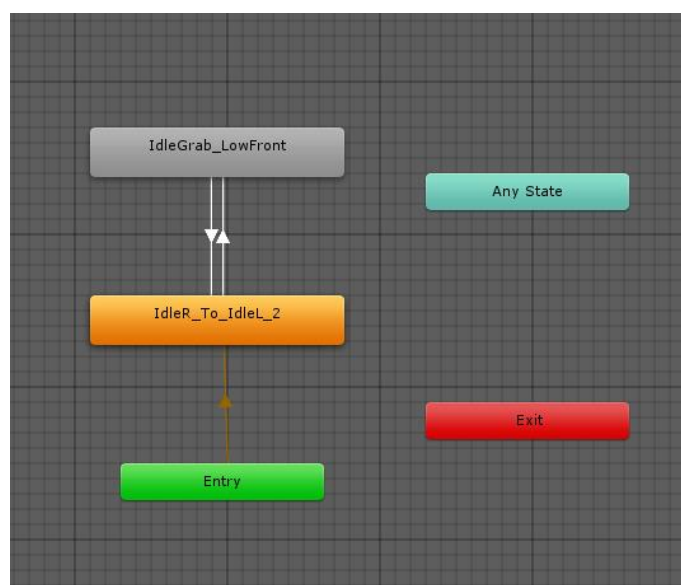 IdleGrab_LowFront
Any State
IdleR_To_IdleL_2
Exit
Entry